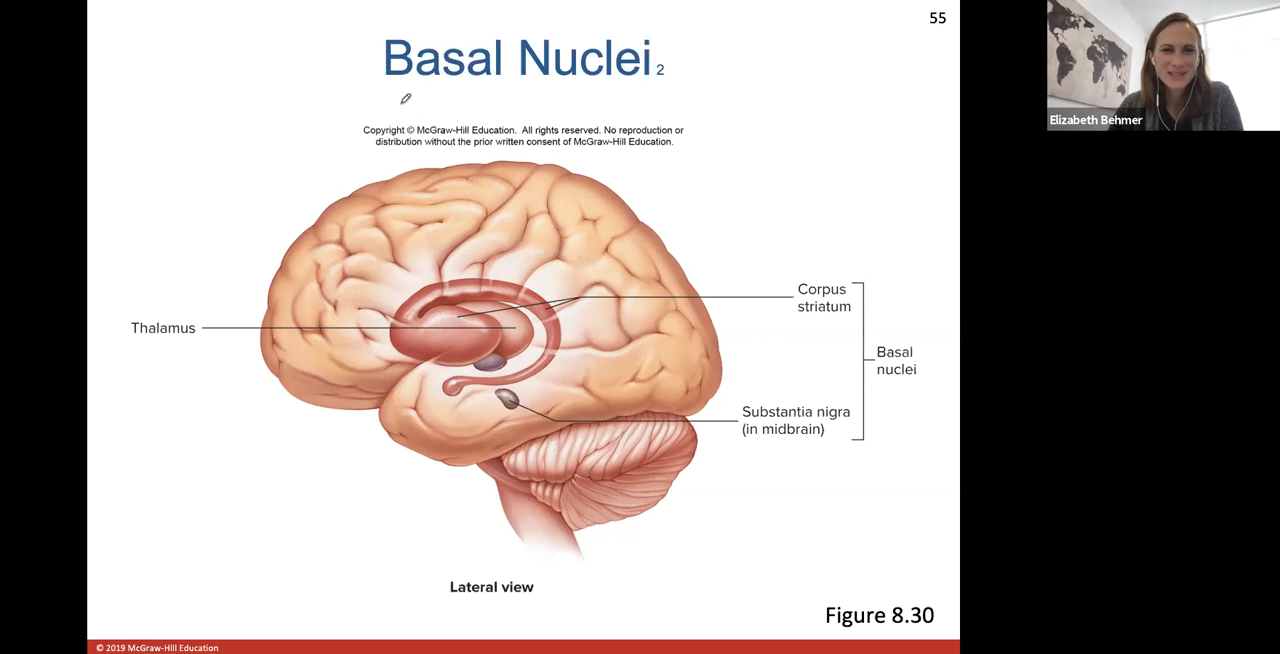 55
Basal Nuclei 2
Copyright © McGraw-Hill Education. All rights reserved. No reproduction or
distribution without the prior written consent of McGraw-Hill Education.
Elizabeth Behmer
Corpus
striatum
Thalamus
Basal
nuclei
Substantia nigra
(in midbrain)
Lateral view
Figure 8.30
© 2019 McGraw-Hill Education